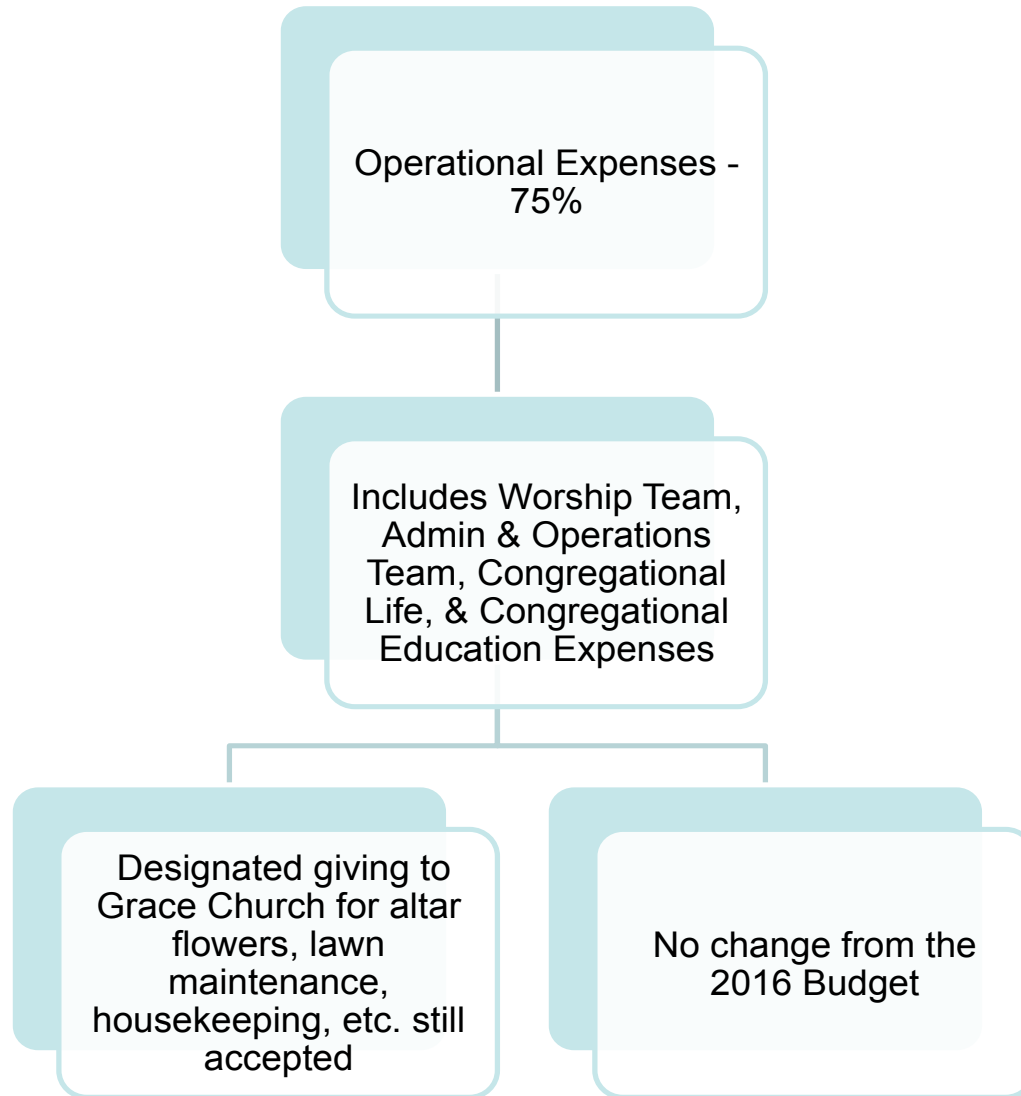 Operational Expenses -
75%
Includes Worship Team,
Admin & Operations
Team, Congregational
Life, & Congregational
Education Expenses
Designated giving to
Grace Church for altar
flowers, lawn
maintenance,
housekeeping, etc. still
accepted
No change from the
2016 Budget